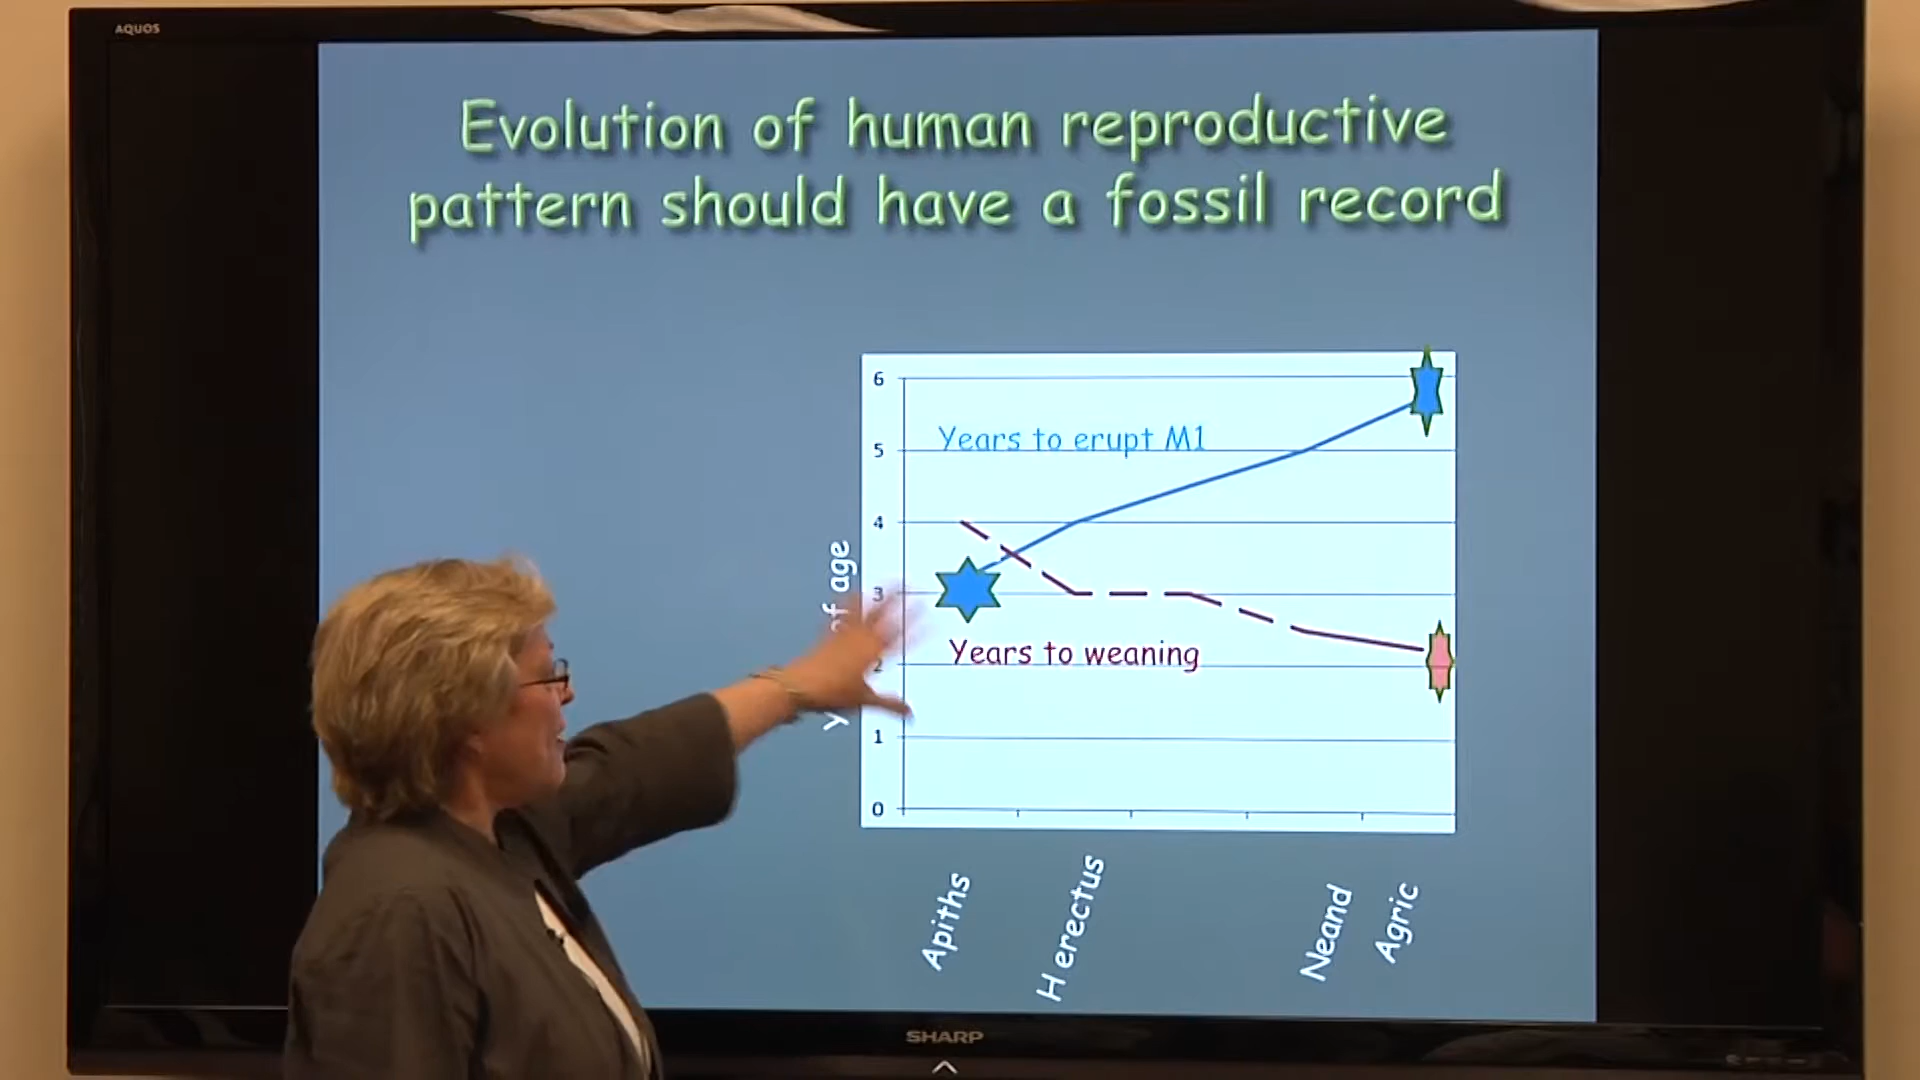 AQUOS
Evolution of human reproductive
pattern should have a fossil record
6
Years to erupt M1
5
4
3
Years to weaning
2
1
0
of age
Apiths
H erectus
Neand
Agric
SHARP